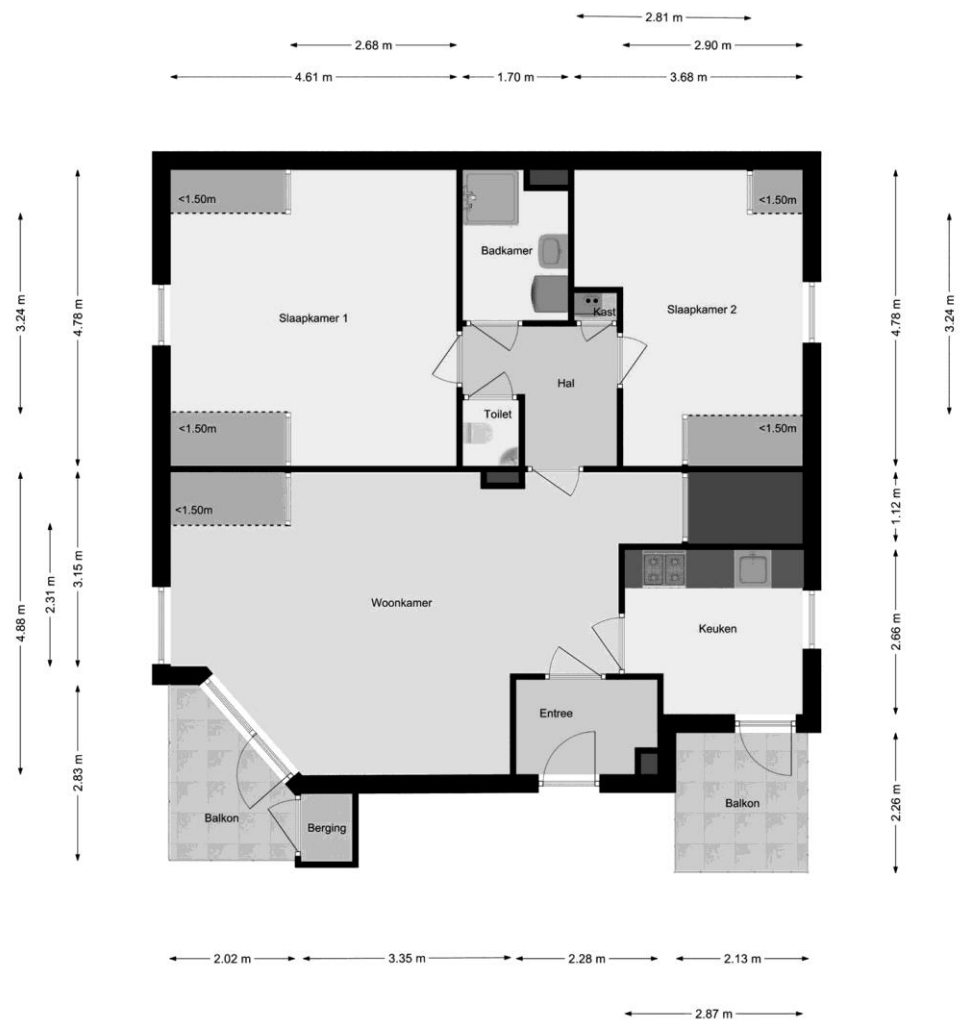 2.81 m
2.68 m
2.90 m
4.61 m
1.70 m
3.68 m
<1.50m
<1.50m
Badkamer
3.24 m
4.78 m
Slaapkamer 1
Kast
Slaapkamer 2
4.78 m
3.24 m
Hal
Toilet
<1.50m
<1.50m
<1.50m
1.12 m
4.88 m
2.31 m
3.15 m
Woonkamer
Keuken
2.66 m
Entree
2.83 m
Balkon
Berging
Balkon
2.26 m
2.02 m
3.35 m
2.28 m
2.13 m
2.87 m